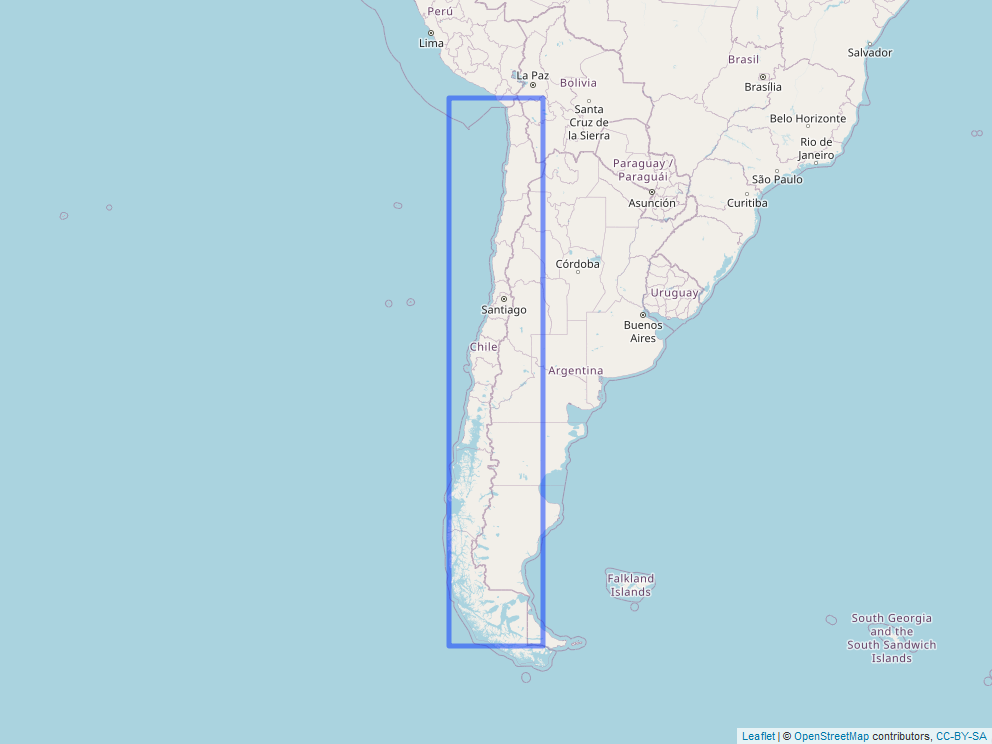 Perú
Lima
Salvador
Brasil
La Paz
Bolivia
Brasília
Santa
Cruz de
la Sierra
Belo Horizonte
Rio de
Janeiro
Paraguay /
Paraguái
São Paulo
Asunción
Curitiba
Córdoba
Uruguay
Santiago
Buenos
Aires
Chile
Argentina
Falkland
Islands
South Georgia
and the
South Sandwich
Islands
Leaflet | © OpenStreetMap contributors, CC-BY-SA